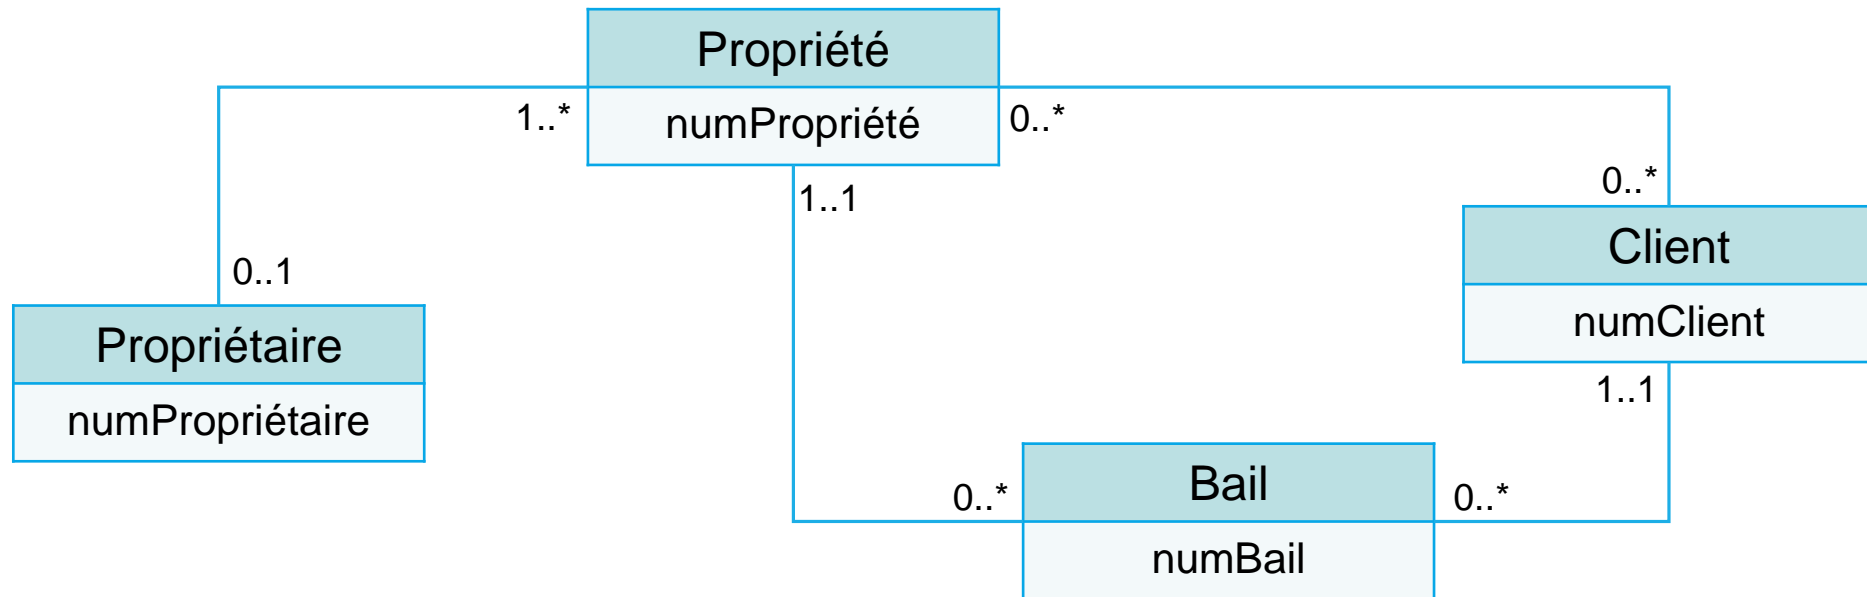 Propriété
numPropriété
1..*
0..*
1..1
0..*
0..1
Client
numClient
Propriétaire
numPropriétaire
1..1
Bail
numBail
0..*
0..*